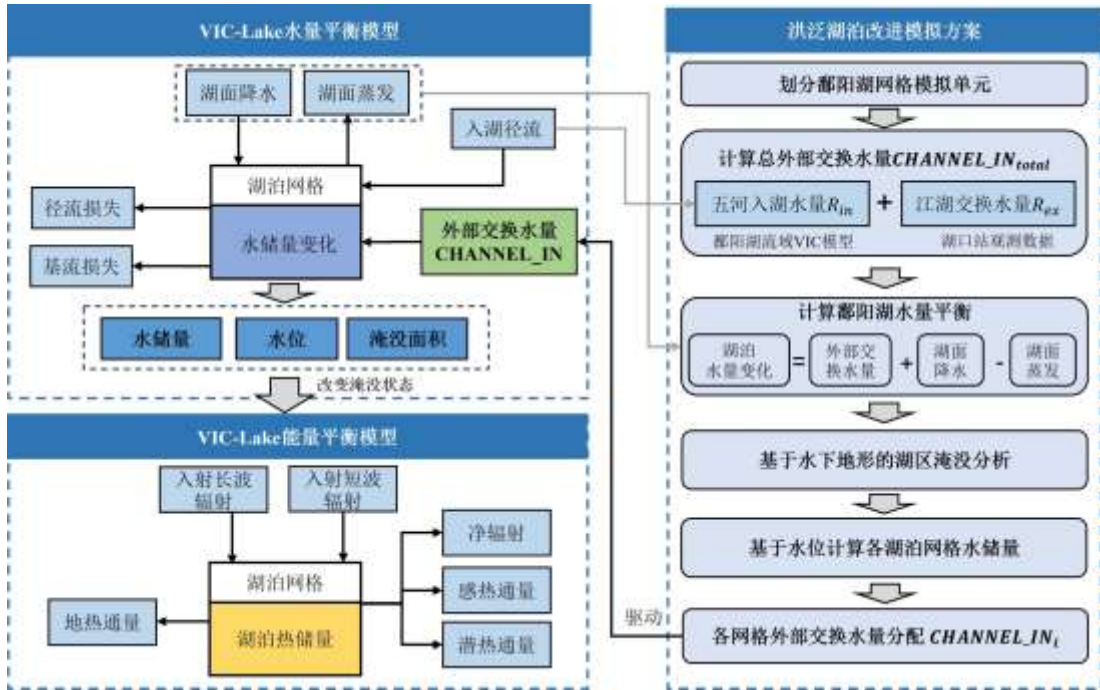 VIC-Lake水量平衡模型
湖面降水
湖面蒸发
入湖径流
湖泊网格
径流损失
水储量变化
外部交换水量
CHANNEL_IN
基流损失
水储量
水位
淹没面积
改变淹没状态
VIC-Lake能量平衡模型
入射长波
辐射
入射短波
辐射
净辐射
湖泊网格
感热通量
地热通量
湖泊热储量
潜热通量
驱动
洪泛湖泊改进模拟方案
划分鄱阳湖网格模拟单元
计算总外部交换水量CHANNEL_INtotal
五河入湖水量Rin
+
江湖交换水量Rex
鄱阳湖流域VIC模型
湖口站观测数据
计算鄱阳湖水量平衡
湖泊
水量变化
=
外部交
换水量
+
湖面
降水
-
湖面
蒸发
基于水下地形的湖区淹没分析
基于水位计算各湖泊网格水储量
各网格外部交换水量分配 CHANNEL_INi